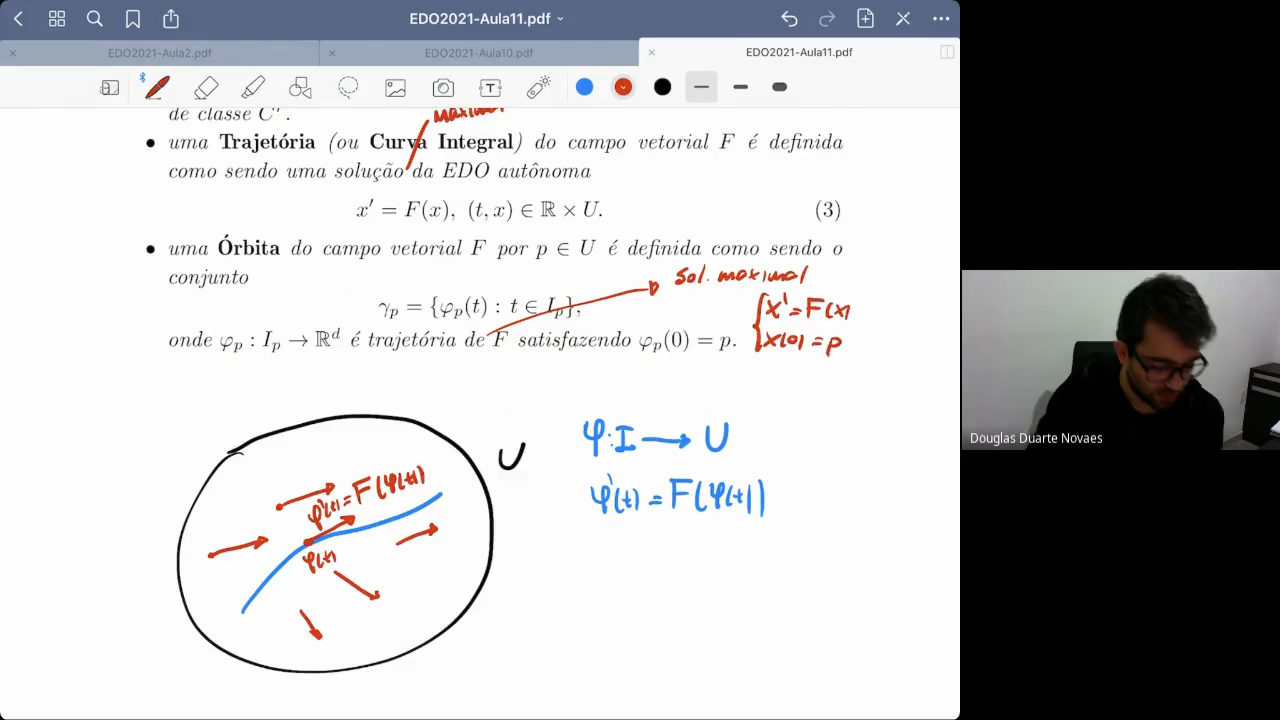 EDO2021-Aula11.pdf
EDO2021-Aula2.pdf
EDO2021-Aula10.pdf
EDO2021-Aula11.pdf
de classe C¹.
maximal
• uma Trajetória (ou Curva Integral) do campo vetorial F é definida
como sendo uma solução da EDO autônoma
x′ = F(x), (t, x) ∈ ℝ × U. (3)
• uma Órbita do campo vetorial F por p ∈ U é definida como sendo o
conjunto
sol. maximal
γₚ = {φₚ(t) : t ∈ Iₚ},
x' = F(x)
onde φₚ : Iₚ → ℝᵈ é trajetória de F satisfazendo φₚ(0) = p.
x(0) = p
φ: I → U
U
φ'(t) = F(φ(t))
φ'(t) = F(φ(t))
φ(t)
Douglas Duarte Novaes